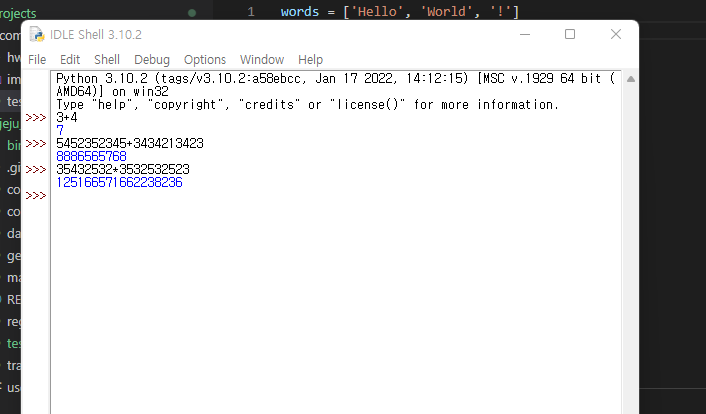 rojects
1 words = ['Hello', 'World', '!']
com
IDLE Shell 3.10.2
hw
File Edit Shell Debug Options Window Help
im
Python 3.10.2 (tags/v3.10.2:a58ebcc, Jan 17 2022, 14:12:15) [MSC v.1929 64 bit (
AMD64)] on win32
tes
Type "help", "copyright", "credits" or "license()" for more information.
>>> 3+4
jeju_
7
>>> 5452352345+3434213423
bin
8886565768
>>> 35432532*3532532523
.gi
125166571662238236
co
>>>
co
da
ge
ma
RE
req
tes
tra
use